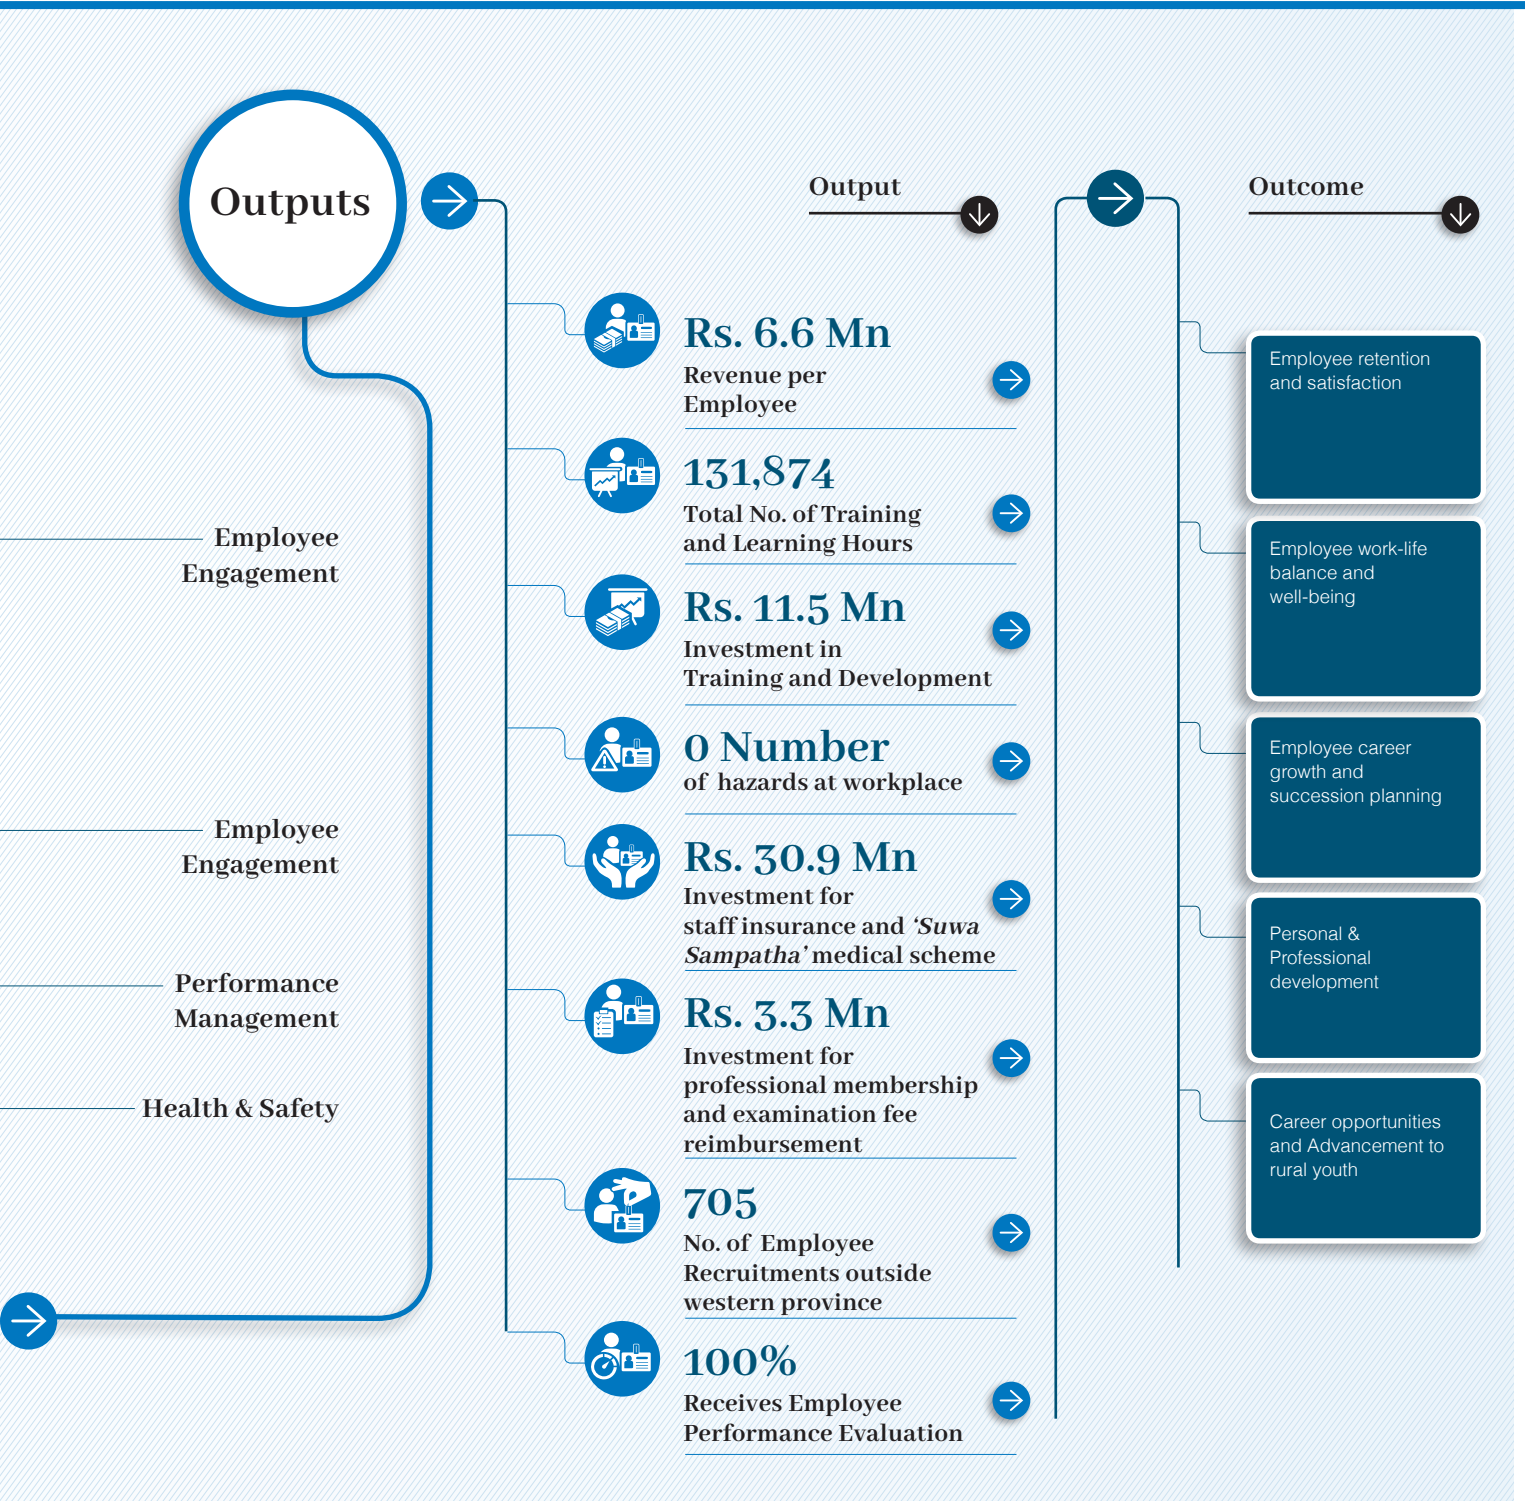 Outputs
Employee
Engagement
Employee
Engagement
Performance
Management
Health & Safety
Output
Rs. 6.6 Mn
Revenue per
Employee
131,874
Total No. of Training
and Learning Hours
Rs. 11.5 Mn
Investment in
Training and Development
0 Number
of hazards at workplace
Rs. 30.9 Mn
Investment for
staff insurance and ‘Suwa
Sampatha’ medical scheme
Rs. 3.3 Mn
Investment for
professional membership
and examination fee
reimbursement
705
No. of Employee
Recruitments outside
western province
100%
Receives Employee
Performance Evaluation
Outcome
Employee retention
and satisfaction
Employee work-life
balance and
well-being
Employee career
growth and
succession planning
Personal &
Professional
development
Career opportunities
and Advancement to
rural youth